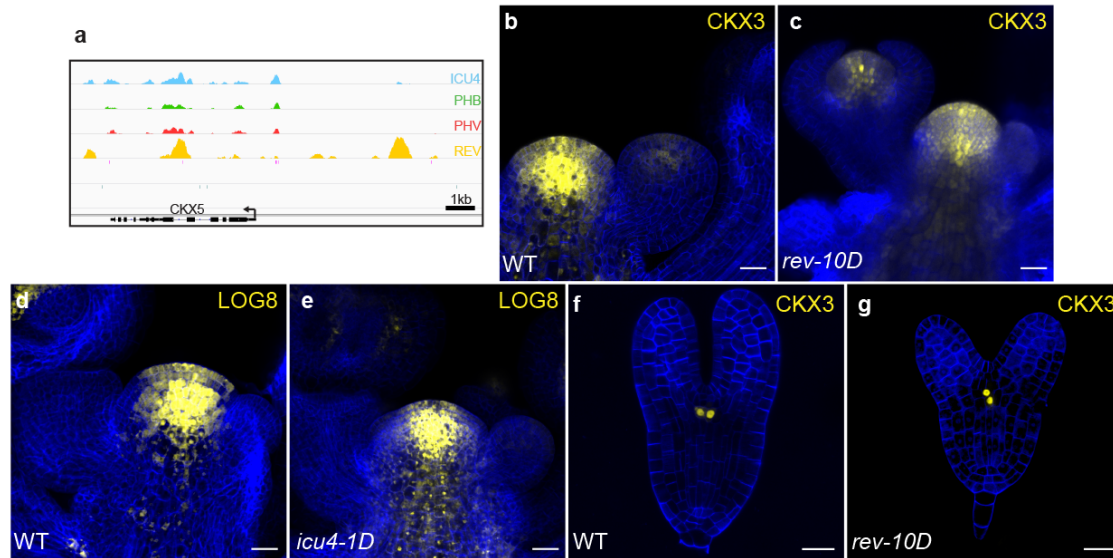 a
ICU4
PHB
PHV
REV
CKX5
1kb
b
CKX3
WT
c
CKX3
rev-10D
d
LOG8
WT
e
LOG8
icu4-1D
f
CKX3
WT
g
CKX3
rev-10D